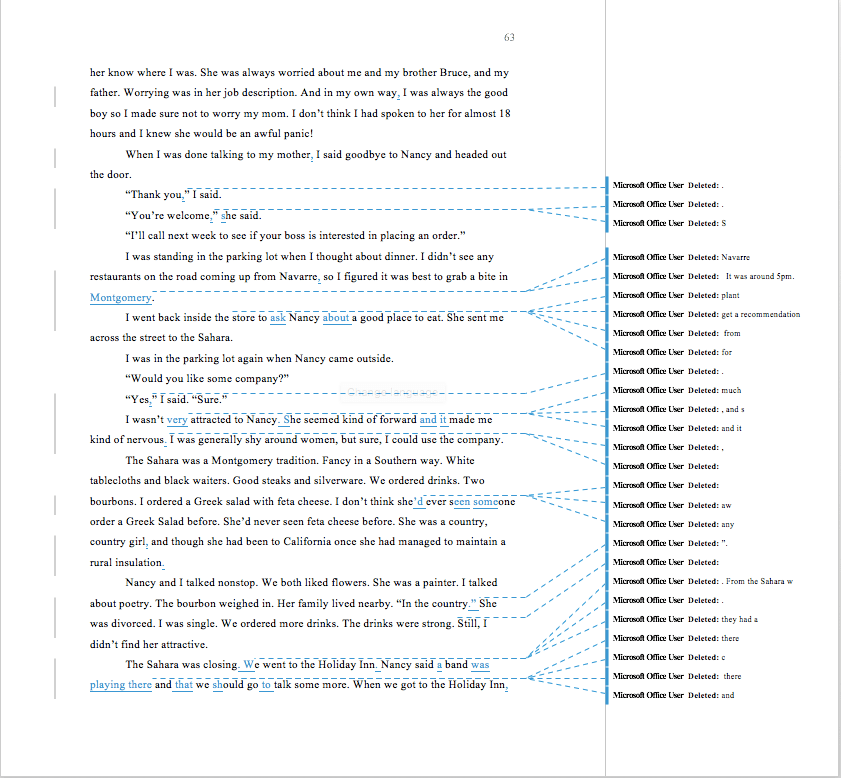 63
her know where I was. She was always worried about me and my brother Bruce, and my
father. Worrying was in her job description. And in my own way, I was always the good
boy so I made sure not to worry my mom. I don’t think I had spoken to her for almost 18
hours and I knew she would be an awful panic!
When I was done talking to my mother, I said goodbye to Nancy and headed out
the door.
“Thank you,” I said.
“You’re welcome,” she said.
“I’ll call next week to see if your boss is interested in placing an order.”
I was standing in the parking lot when I thought about dinner. I didn’t see any
restaurants on the road coming up from Navarre, so I figured it was best to grab a bite in
Montgomery.
I went back inside the store to ask Nancy about a good place to eat. She sent me
across the street to the Sahara.
I was in the parking lot again when Nancy came outside.
“Would you like some company?”
“Yes,” I said. “Sure.”
I wasn’t very attracted to Nancy. She seemed kind of forward and it made me
kind of nervous. I was generally shy around women, but sure, I could use the company.
The Sahara was a Montgomery tradition. Fancy in a Southern way. White
tablecloths and black waiters. Good steaks and silverware. We ordered drinks. Two
bourbons. I ordered a Greek salad with feta cheese. I don’t think she’d ever seen someone
order a Greek Salad before. She’d never seen feta cheese before. She was a country,
country girl, and though she had been to California once she had managed to maintain a
rural insulation.
Nancy and I talked nonstop. We both liked flowers. She was a painter. I talked
about poetry. The bourbon weighed in. Her family lived nearby. “In the country.” She
was divorced. I was single. We ordered more drinks. The drinks were strong. Still, I
didn’t find her attractive.
The Sahara was closing. We went to the Holiday Inn. Nancy said a band was
playing there and that we should go to talk some more. When we got to the Holiday Inn,
Microsoft Office User Deleted: .
Microsoft Office User Deleted: .
Microsoft Office User Deleted: S
Microsoft Office User Deleted: Navarre
Microsoft Office User Deleted: It was around 5pm.
Microsoft Office User Deleted: plant
Microsoft Office User Deleted: get a recommendation
Microsoft Office User Deleted: from
Microsoft Office User Deleted: for
Microsoft Office User Deleted: .
Microsoft Office User Deleted: much
Microsoft Office User Deleted: , and s
Microsoft Office User Deleted: and it
Microsoft Office User Deleted: ,
Microsoft Office User Deleted:
Microsoft Office User Deleted:
Microsoft Office User Deleted: aw
Microsoft Office User Deleted: any
Microsoft Office User Deleted: ”.
Microsoft Office User Deleted:
Microsoft Office User Deleted: . From the Sahara w
Microsoft Office User Deleted: .
Microsoft Office User Deleted: they had a
Microsoft Office User Deleted: there
Microsoft Office User Deleted: c
Microsoft Office User Deleted: there
Microsoft Office User Deleted: and